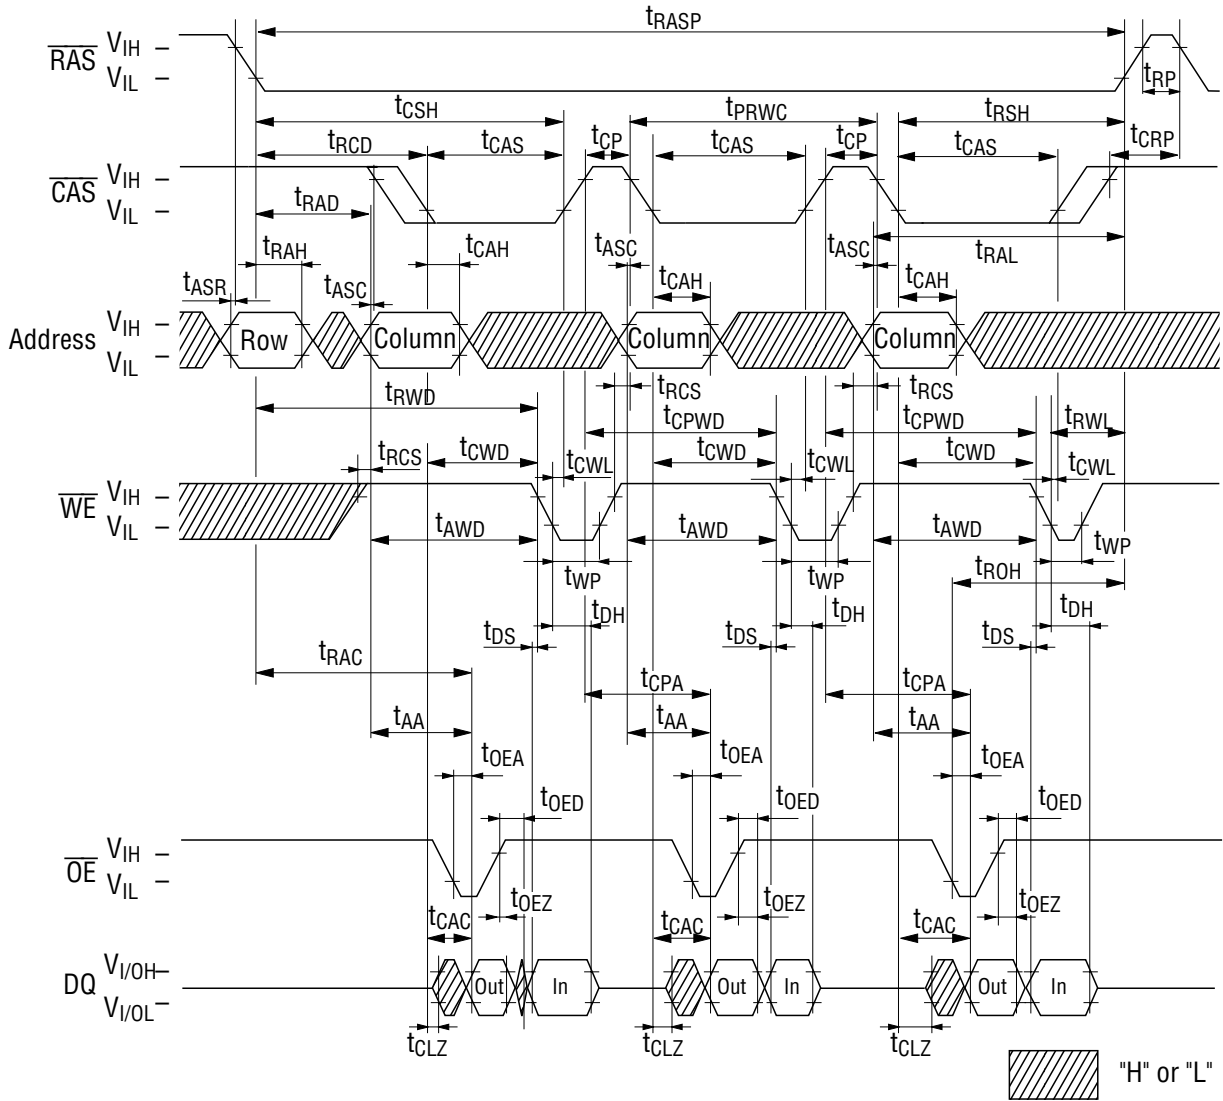 tRASP
RAS VIH
VIL
tRP
tCSH tPRWC tRSH
tRCD tCAS tCP tCAS tCP tCAS tCRP
CAS VIH
VIL
tRAD
tRAH tCAH tASC tASC tRAL
tASR tASC tCAH tCAH
Address VIH
VIL
Row Column Column Column
tRCS tRCS
tRWD tCPWD tCPWD tRWL
tRCS tCWD tCWL tCWD tCWL tCWD tCWL
WE VIH
VIL
tAWD tAWD tAWD
tWP tWP tWP
tROH
tDH tDH tDH
tDS tDS tDS
tRAC tCPA tCPA
tAA tAA tAA
tOEA tOEA tOEA
tOED tOED tOED
OE VIH
VIL
tOEZ tOEZ tOEZ
tCAC tCAC tCAC
DQ VI/OH
VI/OL
Out In Out In Out In
tCLZ tCLZ tCLZ
"H" or "L"